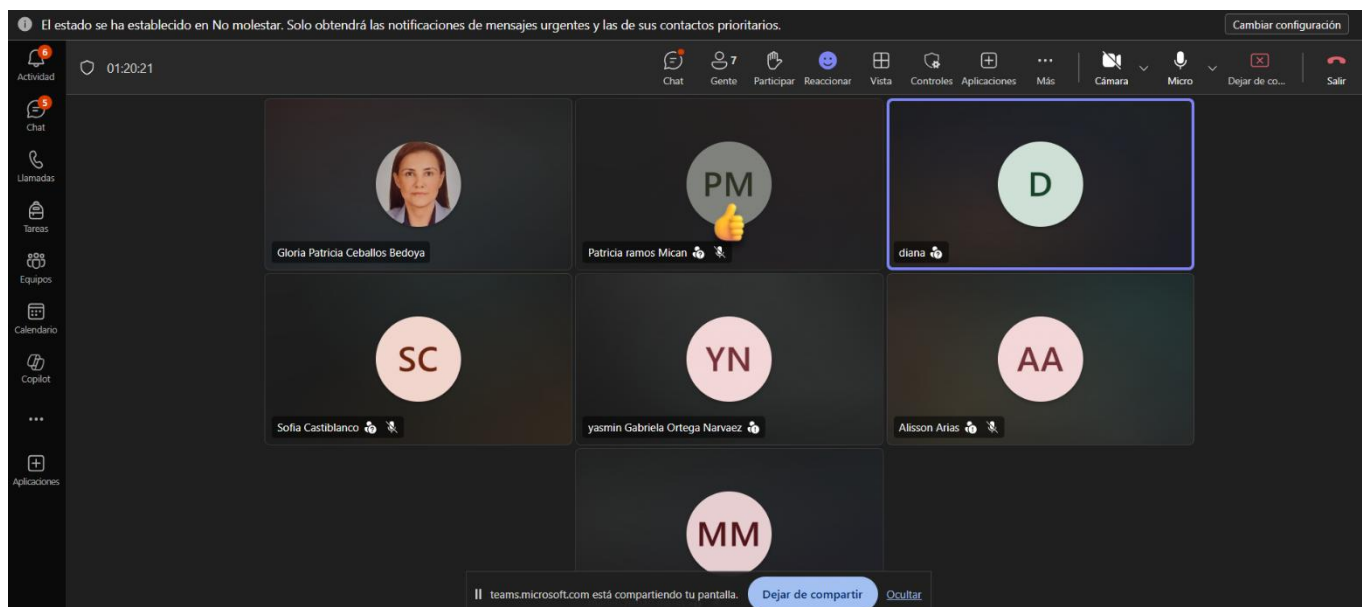 El estado se ha establecido en No molestar. Solo obtendrá las notificaciones de mensajes urgentes y las de sus contactos prioritarios.
Cambiar configuración
6
Actividad
01:20:21
Chat
7
Gente
Participar
Reaccionar
Vista
Controles
Aplicaciones
Más
Cámara
Micro
Dejar de co...
Salir
5
Chat
Llamadas
Tareas
Equipos
Calendario
Copilot
Aplicaciones
Gloria Patricia Ceballos Bedoya
PM
Patricia ramos Mican
D
diana
SC
Sofia Castiblanco
YN
yasmin Gabriela Ortega Narvaez
AA
Alisson Arias
MM
teams.microsoft.com está compartiendo tu pantalla.
Dejar de compartir
Ocultar